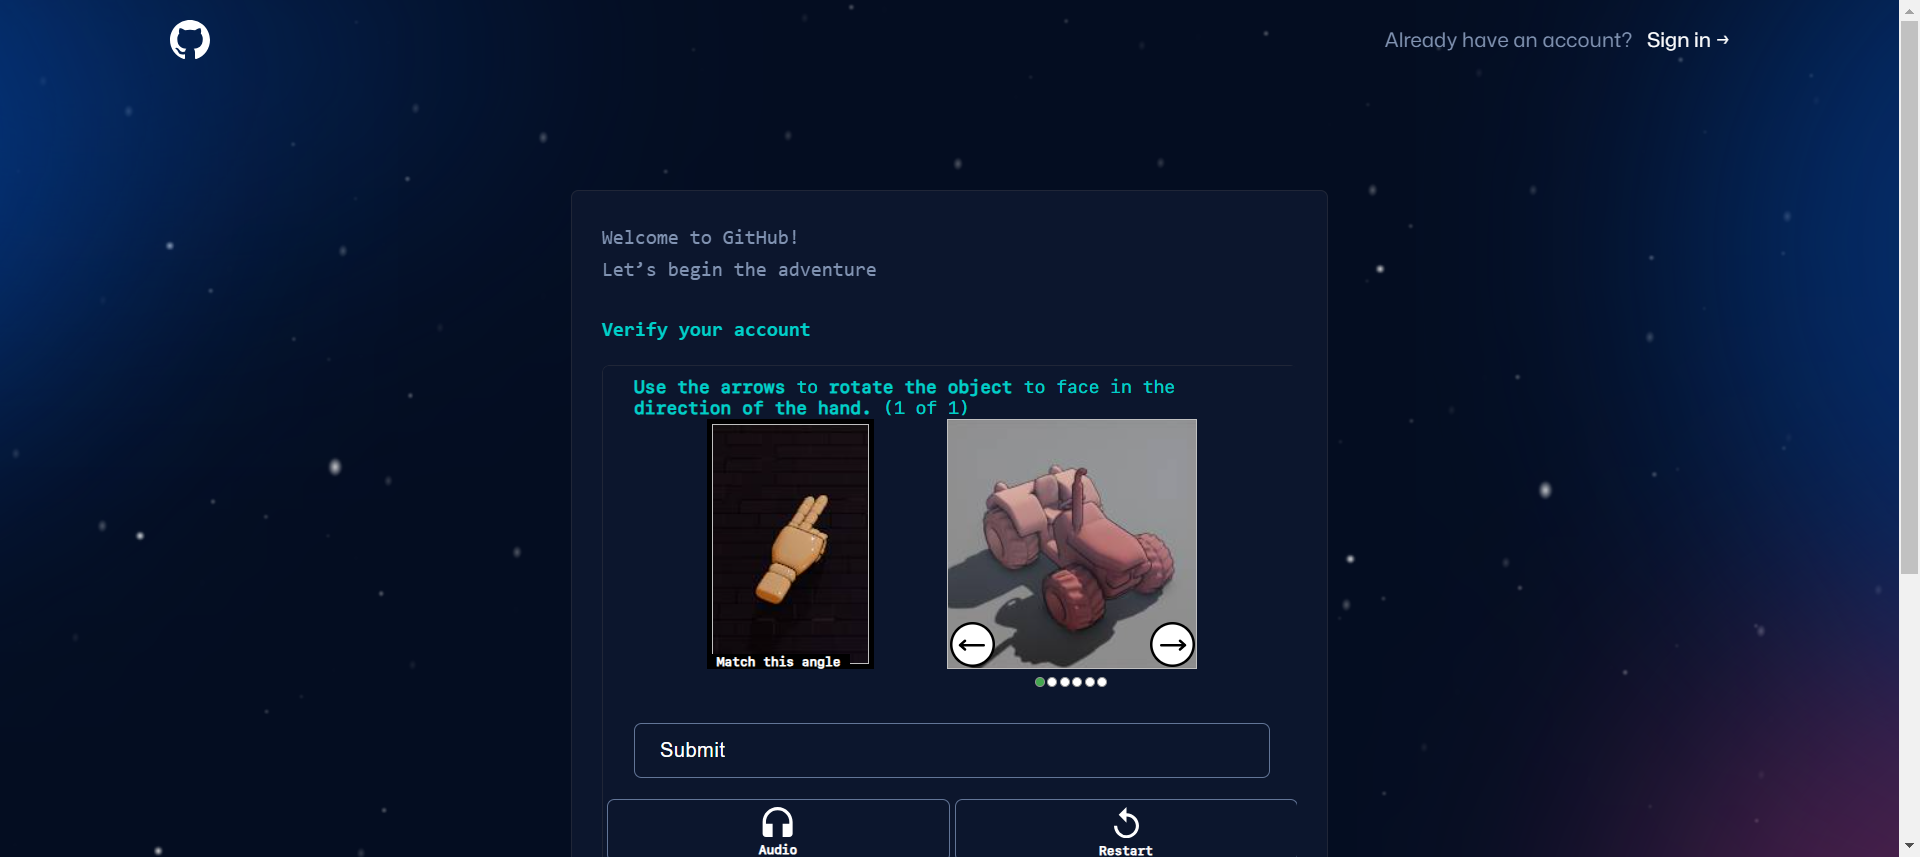 Already have an account? Sign in →
Welcome to GitHub!
Let’s begin the adventure
Verify your account
Use the arrows to rotate the object to face in the
direction of the hand. (1 of 1)
Match this angle
Submit
Audio
Restart